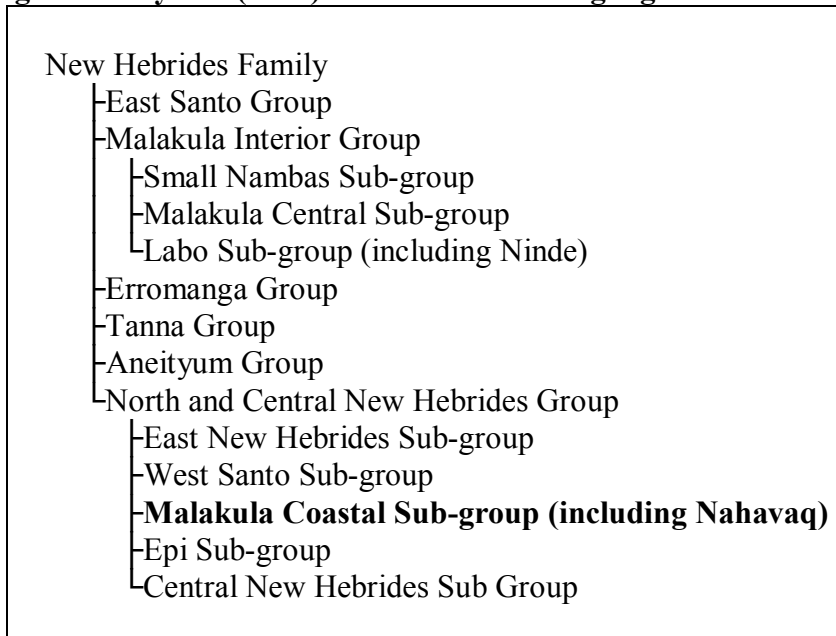 New Hebrides Family
East Santo Group
Malakula Interior Group
Small Nambas Sub-group
Malakula Central Sub-group
Labo Sub-group (including Ninde)
Erromanga Group
Tanna Group
Aneityum Group
North and Central New Hebrides Group
East New Hebrides Sub-group
West Santo Sub-group
Malakula Coastal Sub-group (including Nahavaq)
Epi Sub-group
Central New Hebrides Sub Group